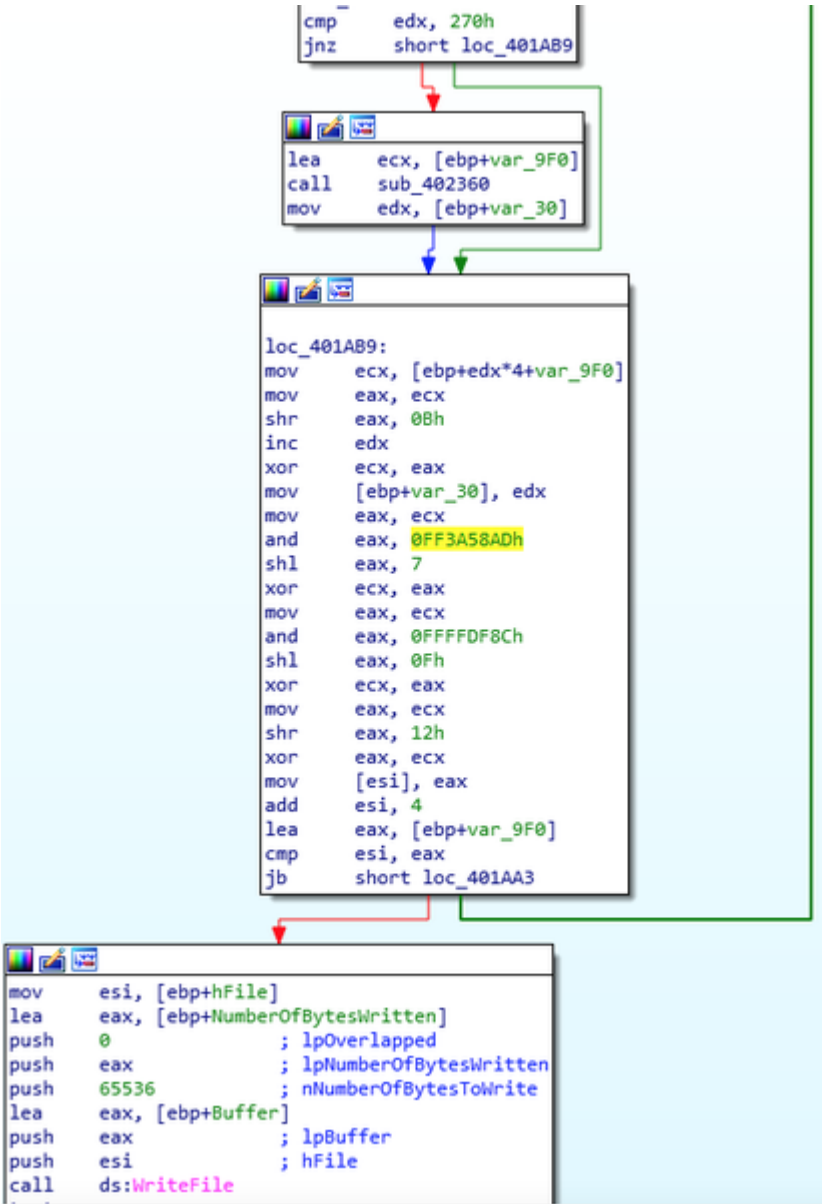 cmp edx, 270h
jnz short loc_401AB9
lea ecx, [ebp+var_9F0]
call sub_402360
mov edx, [ebp+var_30]
loc_401AB9:
mov ecx, [ebp+edx*4+var_9F0]
mov eax, ecx
shr eax, 0Bh
inc edx
xor ecx, eax
mov [ebp+var_30], edx
mov eax, ecx
and eax, 0FF3A58ADh
shl eax, 7
xor ecx, eax
mov eax, ecx
and eax, 0FFFFDF8Ch
shl eax, 0Fh
xor ecx, eax
mov eax, ecx
shr eax, 12h
xor eax, ecx
mov [esi], eax
add esi, 4
lea eax, [ebp+var_9F0]
cmp esi, eax
jb short loc_401AA3
mov esi, [ebp+hFile]
lea eax, [ebp+NumberOfBytesWritten]
push 0 ; lpOverlapped
push eax ; lpNumberOfBytesWritten
push 65536 ; nNumberOfBytesToWrite
lea eax, [ebp+Buffer]
push eax ; lpBuffer
push esi ; hFile
call ds:WriteFile